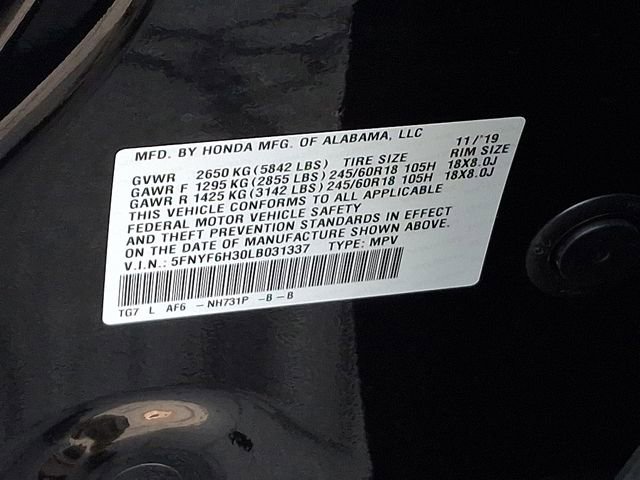 MFD. BY HONDA MFG. OF ALABAMA, LLC 11/'19
GVWR 2650 KG (5842 LBS) TIRE SIZE RIM SIZE
GAWR F 1295 KG (2855 LBS) 245/60R18 105H 18X8.0J
GAWR R 1425 KG (3142 LBS) 245/60R18 105H 18X8.0J
THIS VEHICLE CONFORMS TO ALL APPLICABLE
FEDERAL MOTOR VEHICLE SAFETY
AND THEFT PREVENTION STANDARDS IN EFFECT
ON THE DATE OF MANUFACTURE SHOWN ABOVE.
V.I.N.: 5FNYF6H30LB031337 TYPE: MPV
TG7 L AF6 - NH731P -B-B